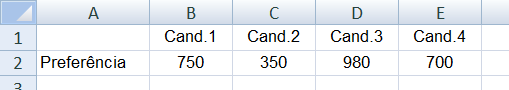 A B C D E
1 Cand.1 Cand.2 Cand.3 Cand.4
2 Preferência 750 350 980 700
3